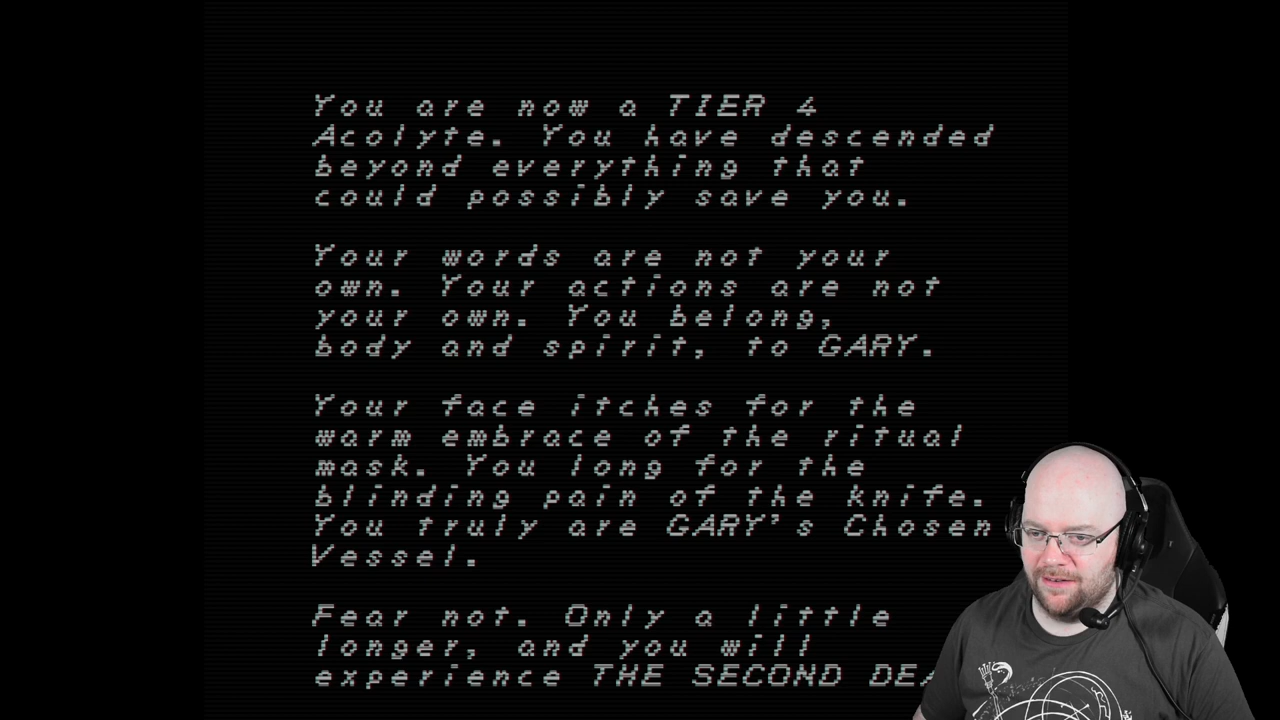 You are now a TIER 4
Acolyte. You have descended
beyond everything that
could possibly save you.
Your words are not your
own. Your actions are not
your own. You belong,
body and spirit, to GARY.
Your face itches for the
warm embrace of the ritual
mask. You long for the
blinding pain of the knife.
You truly are GARY's Chosen
Vessel.
Fear not. Only a little
longer, and you will
experience THE SECOND